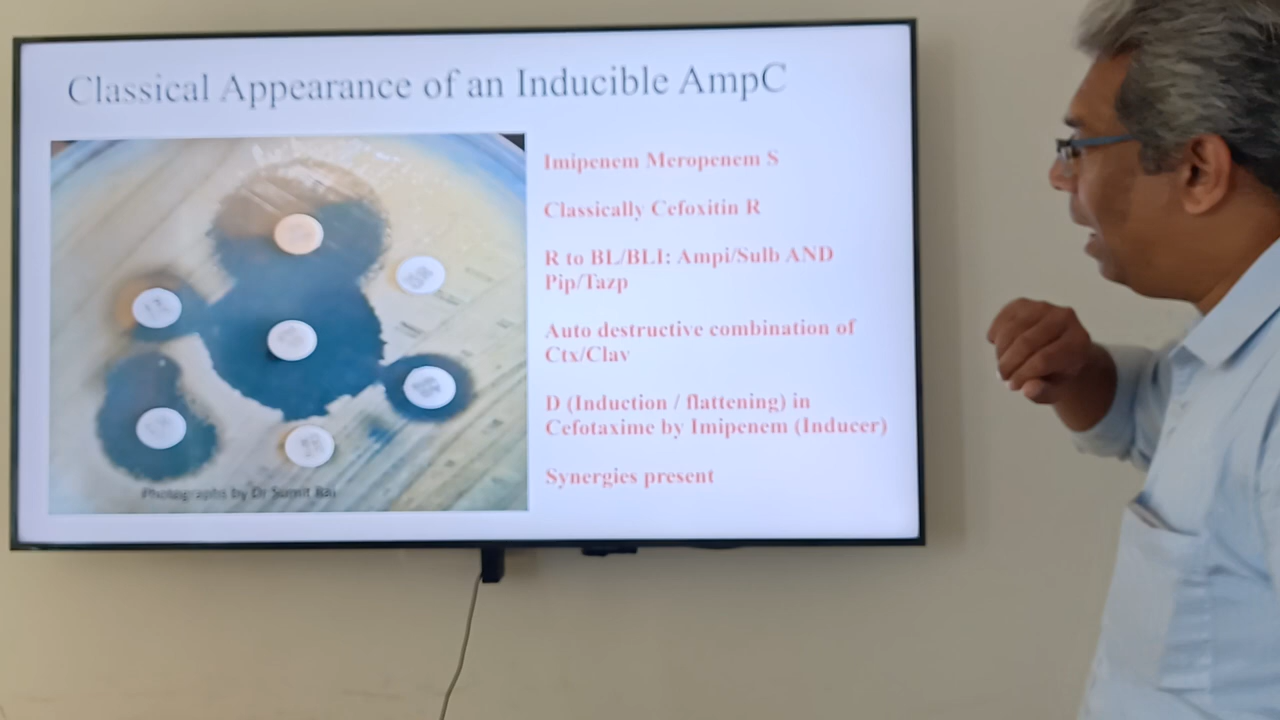 Classical Appearance of an Inducible AmpC
Imipenem Meropenem S
Classically Cefoxitin R
R to BL/BLI: Ampi/Sulb AND
Pip/Tazp
Auto destructive combination of
Ctx/Clav
D (Induction / flattening) in
Cefotaxime by Imipenem (Inducer)
Synergies present
Photographs by Dr Sumit Rai